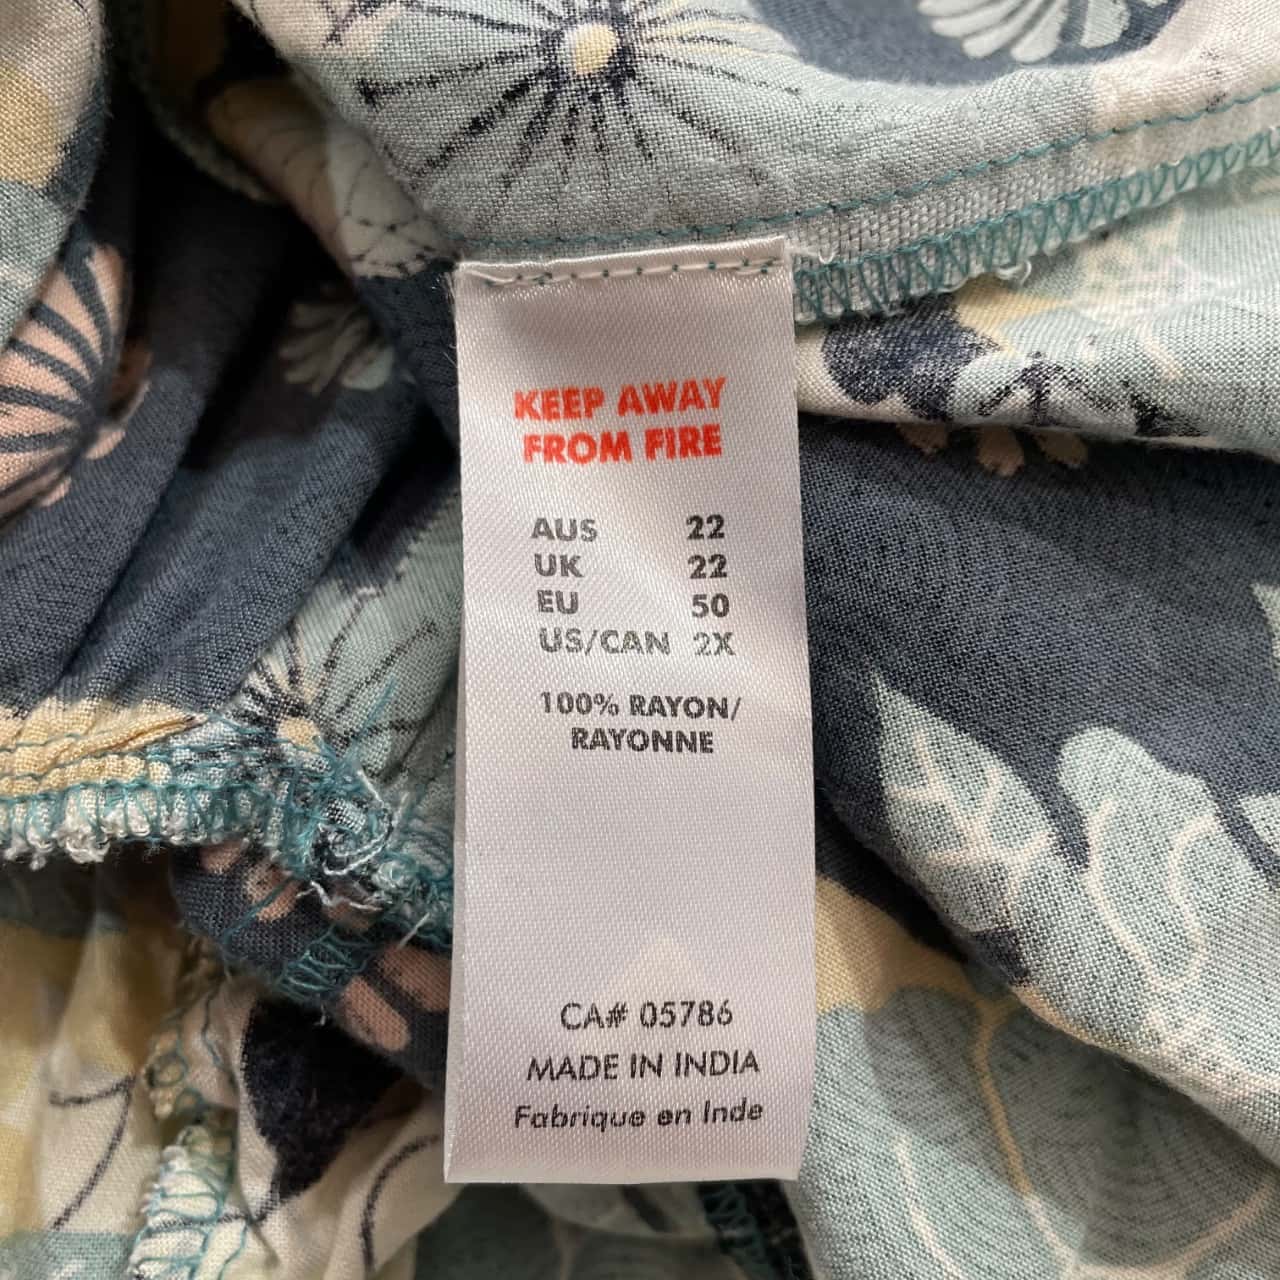 KEEP AWAY
FROM FIRE
AUS 22
UK 22
EU 50
US/CAN 2X
100% RAYON/
RAYONNE
CA# 05786
MADE IN INDIA
Fabriqué en Inde